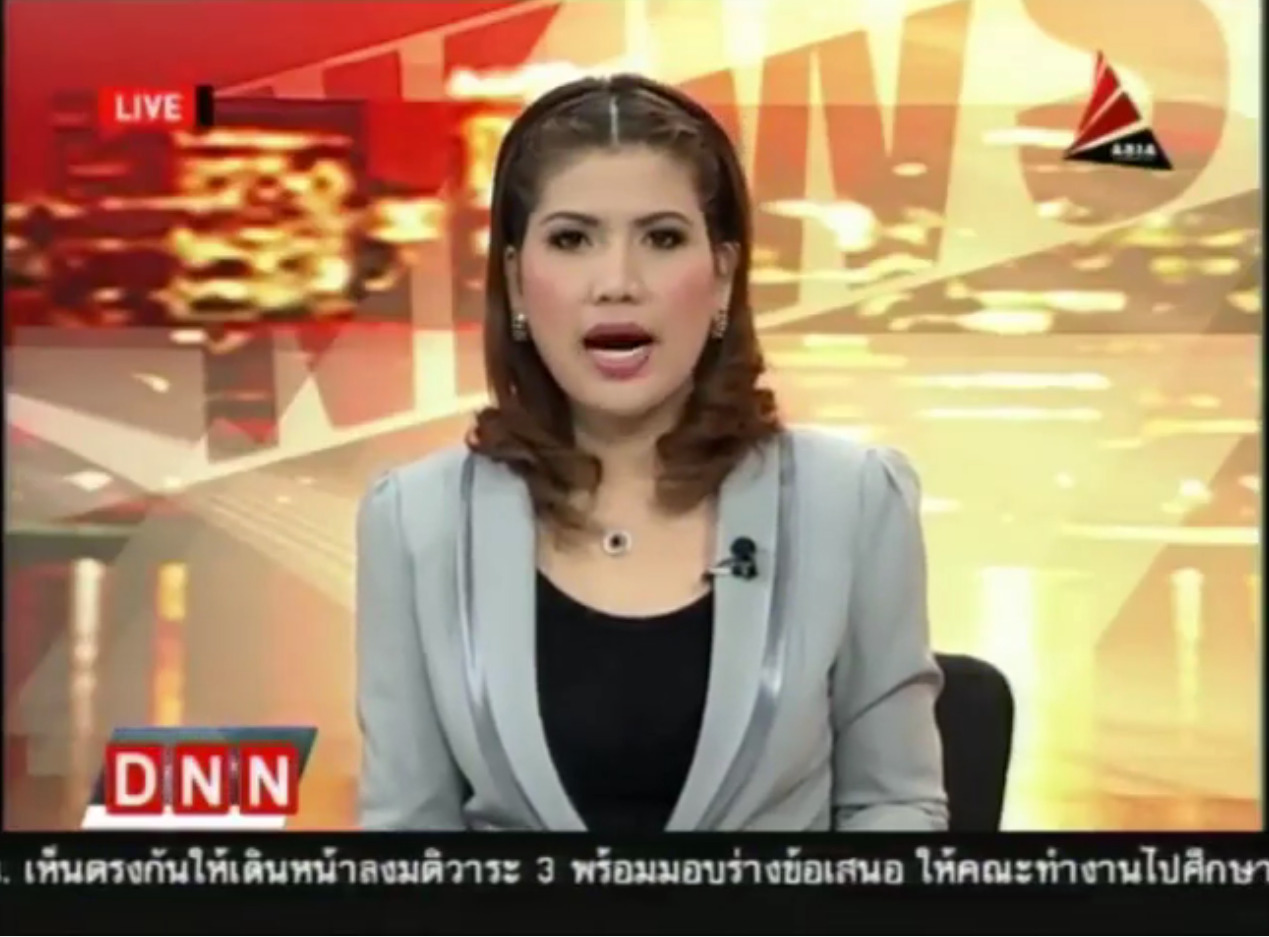 NEWS
LIVE
ASIA
DNN
. เห็นตรงกันให้เดินหน้าลงมติวาระ 3 พร้อมมอบร่างข้อเสนอ ให้คณะทำงานไปศึกษา